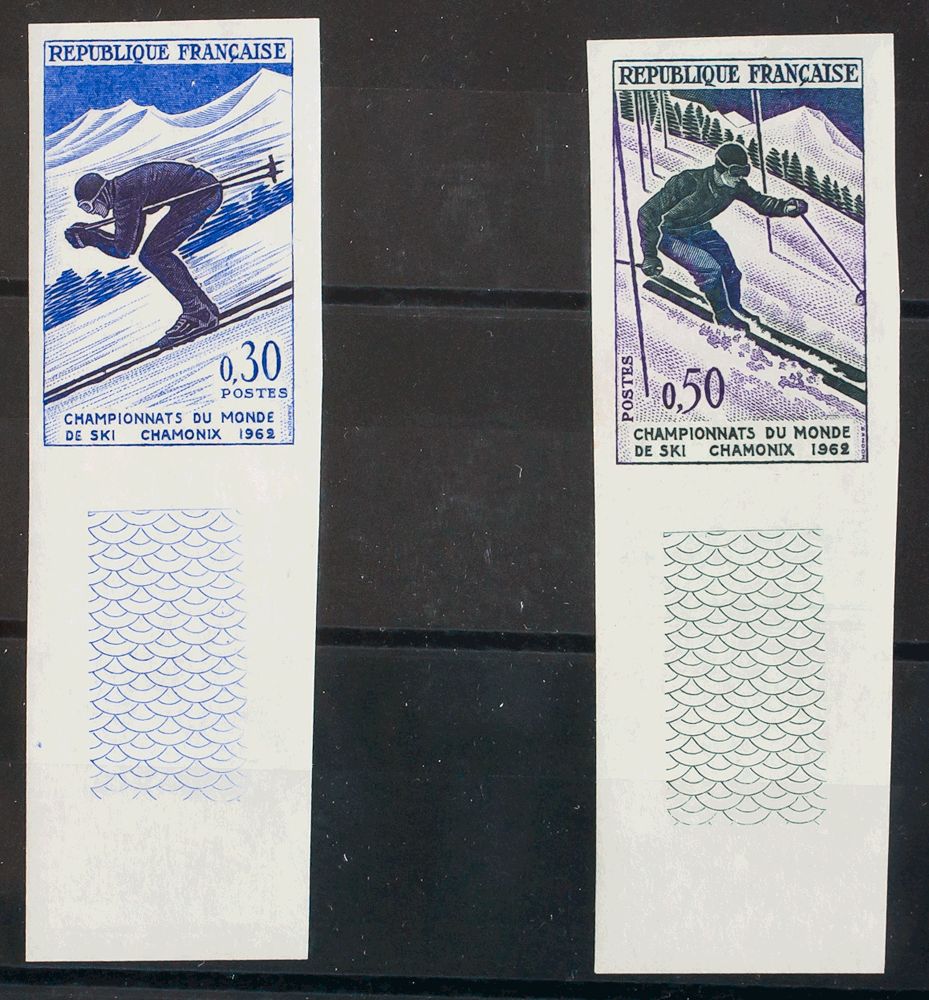 REPUBLIQUE FRANÇAISE
0,30
POSTES
CHAMPIONNATS DU MONDE
DE SKI CHAMONIX 1962
REPUBLIQUE FRANÇAISE
POSTES
0,50
CHAMPIONNATS DU MONDE
DE SKI CHAMONIX 1962